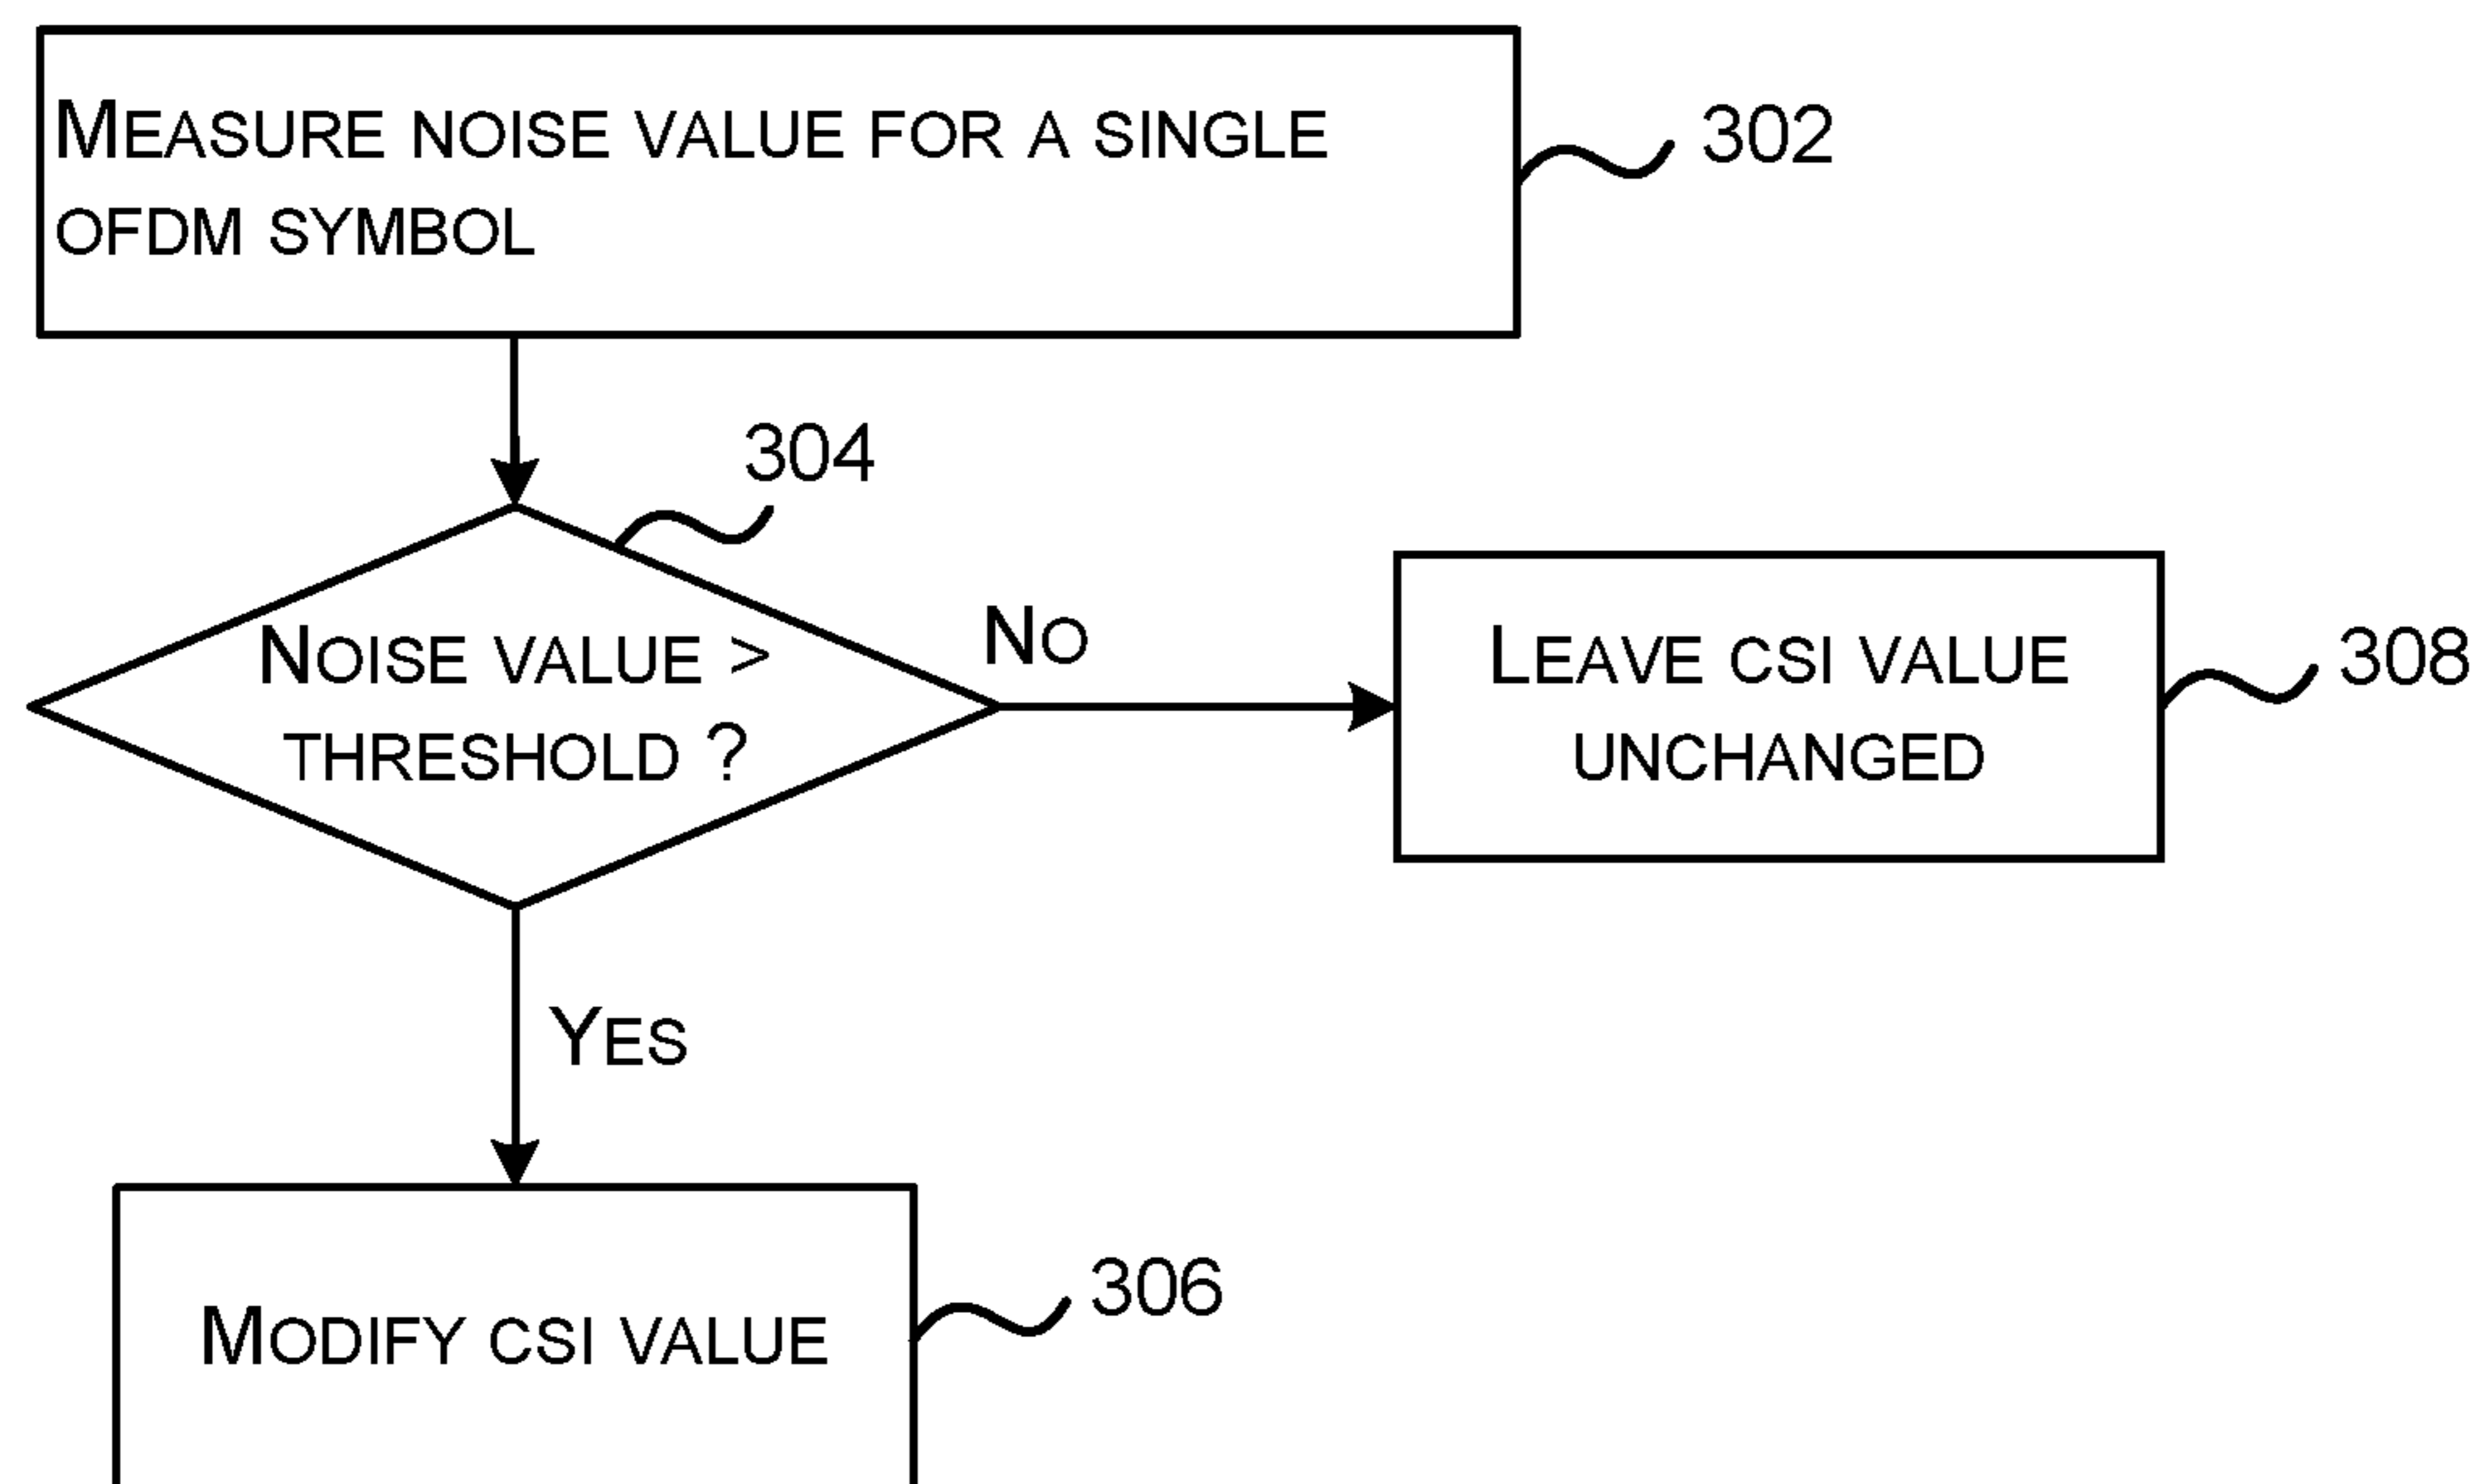 MEASURE NOISE VALUE FOR A SINGLE
OFDM SYMBOL
302
304
NOISE VALUE >
THRESHOLD ?
NO
LEAVE CSI VALUE
UNCHANGED
308
YES
MODIFY CSI VALUE
306